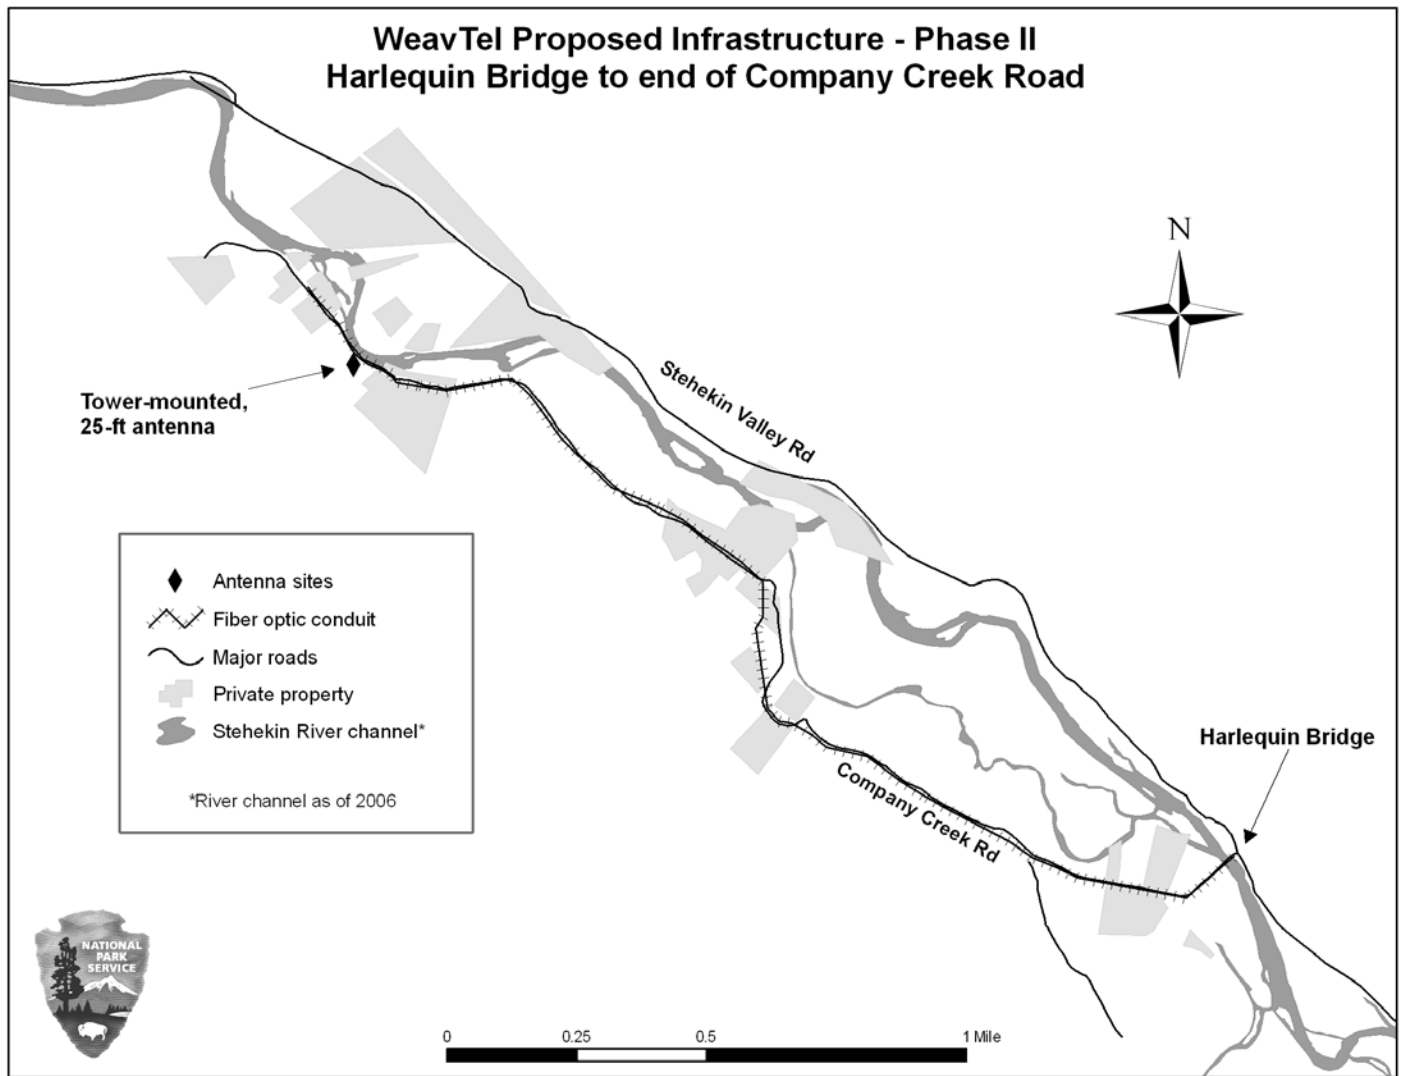 WeavTel Proposed Infrastructure - Phase II
Harlequin Bridge to end of Company Creek Road
N
Stehekin Valley Rd
Tower-mounted,
25-ft antenna
Antenna sites
Fiber optic conduit
Major roads
Private property
Stehekin River channel*
*River channel as of 2006
Harlequin Bridge
Company Creek Rd
NATIONAL
PARK
SERVICE
0 0.25 0.5 1 Mile